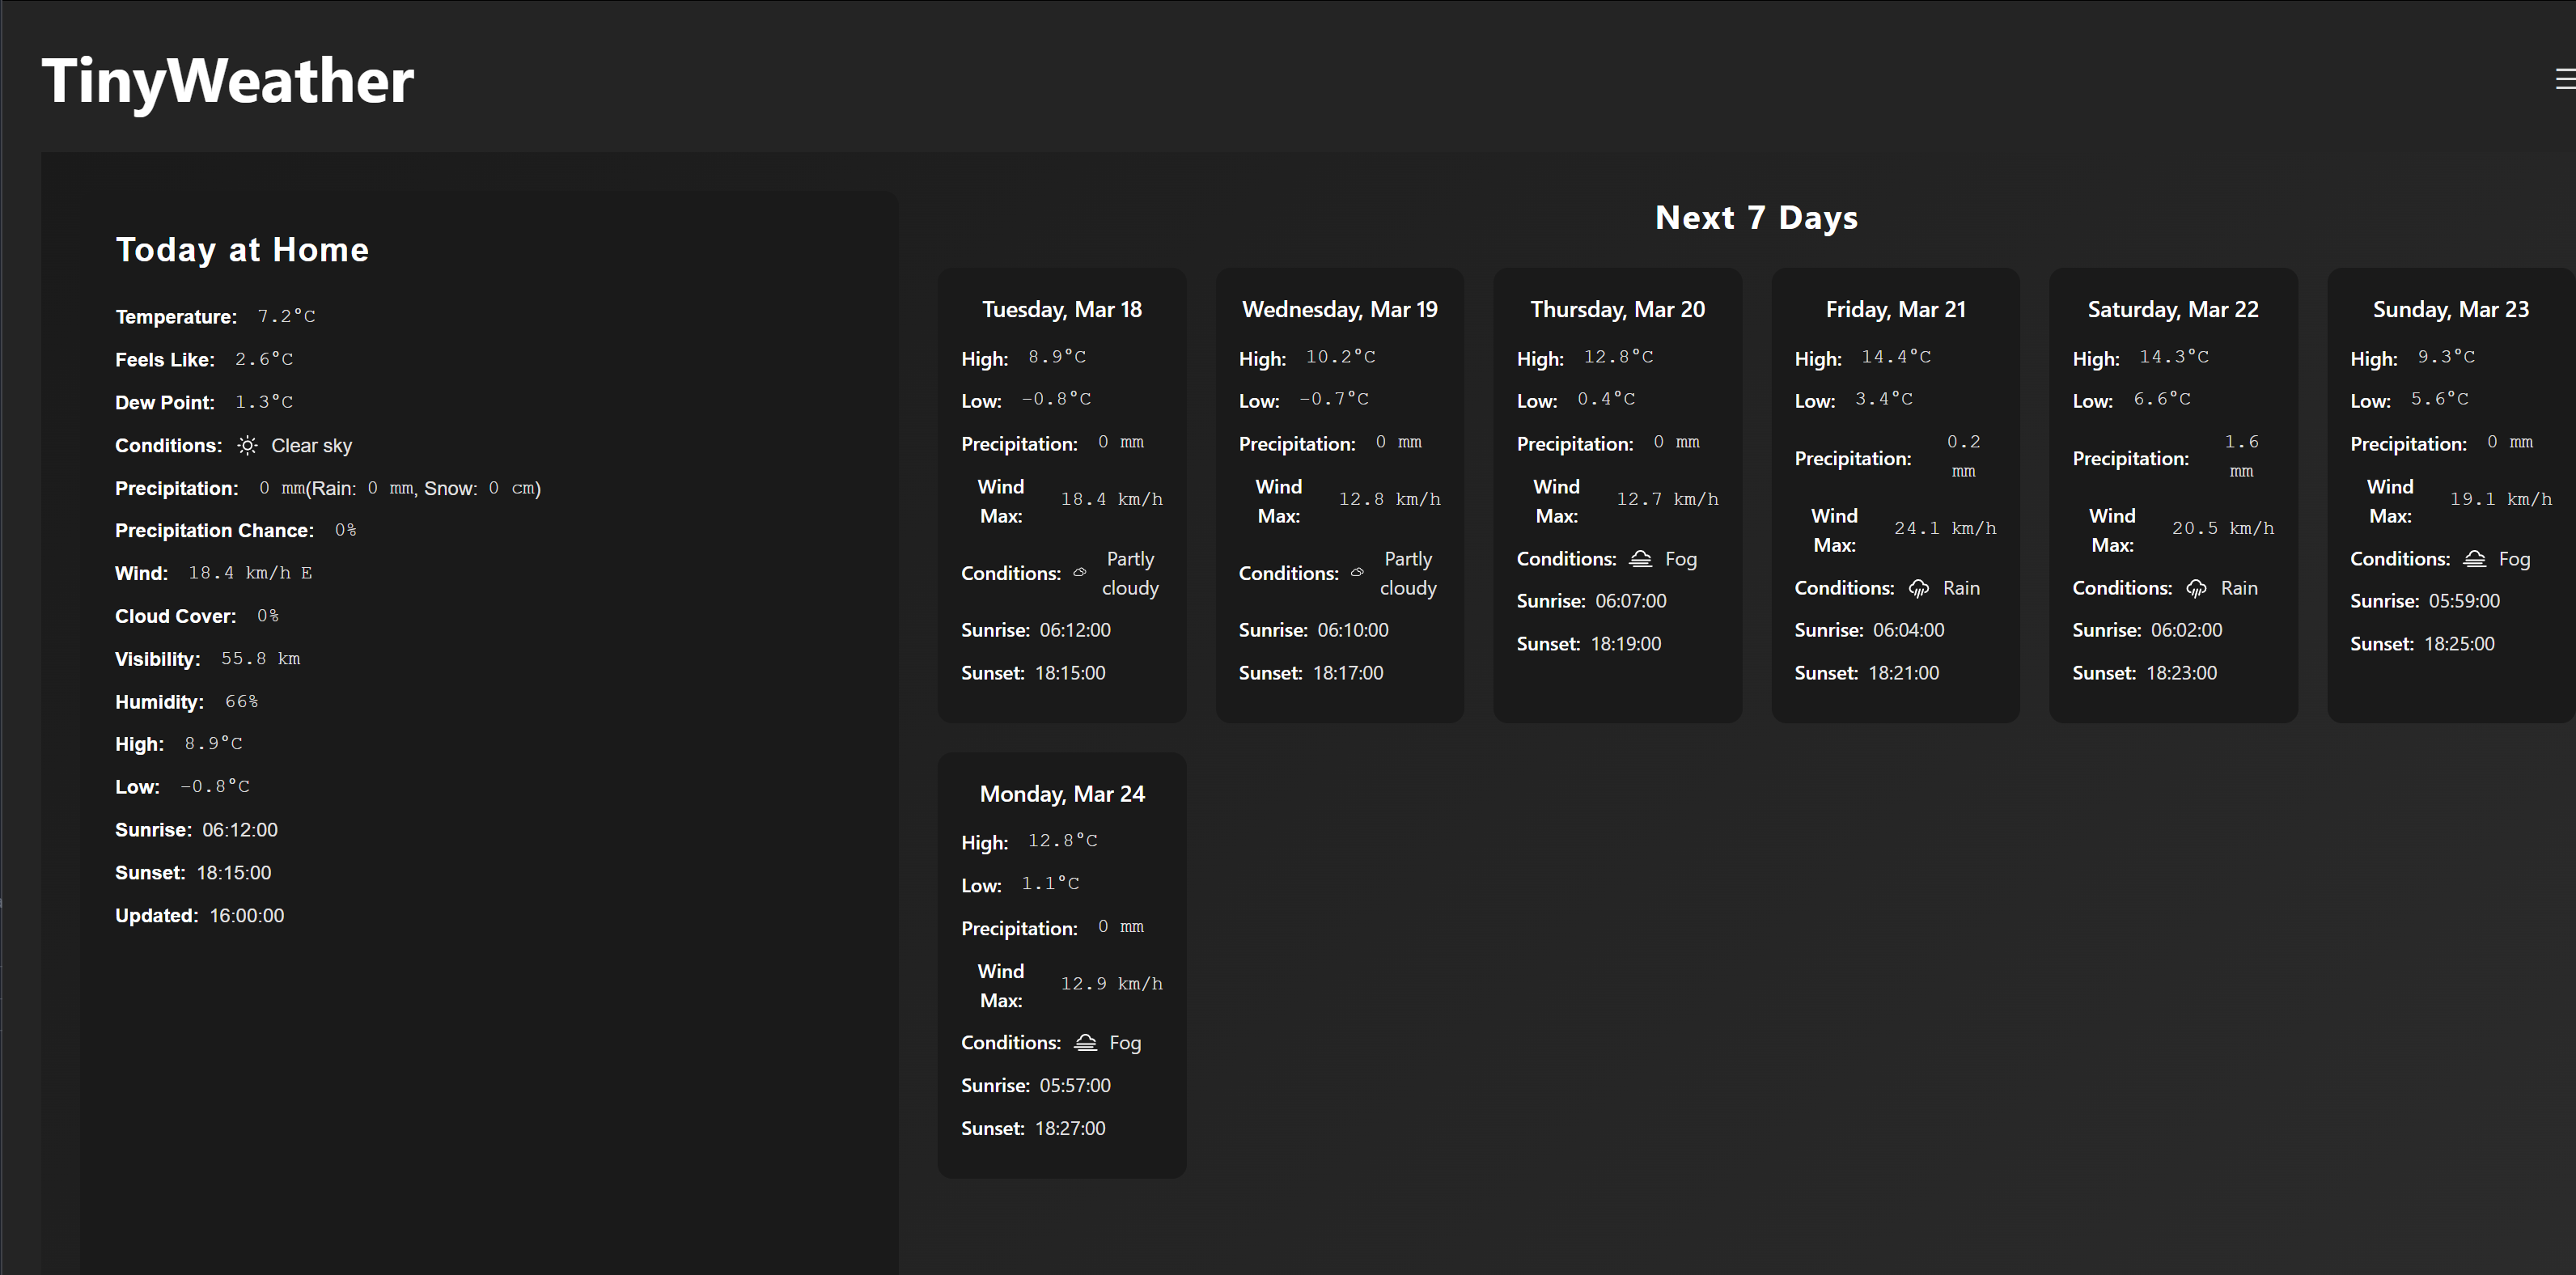 TinyWeather
Today at Home
Temperature: 7.2°C
Feels Like: 2.6°C
Dew Point: 1.3°C
Conditions: Clear sky
Precipitation: 0 mm(Rain: 0 mm, Snow: 0 cm)
Precipitation Chance: 0%
Wind: 18.4 km/h E
Cloud Cover: 0%
Visibility: 55.8 km
Humidity: 66%
High: 8.9°C
Low: -0.8°C
Sunrise: 06:12:00
Sunset: 18:15:00
Updated: 16:00:00
Next 7 Days
Tuesday, Mar 18
High: 8.9°C
Low: -0.8°C
Precipitation: 0 mm
Wind
Max: 18.4 km/h
Conditions: Partly
cloudy
Sunrise: 06:12:00
Sunset: 18:15:00
Wednesday, Mar 19
High: 10.2°C
Low: -0.7°C
Precipitation: 0 mm
Wind
Max: 12.8 km/h
Conditions: Partly
cloudy
Sunrise: 06:10:00
Sunset: 18:17:00
Thursday, Mar 20
High: 12.8°C
Low: 0.4°C
Precipitation: 0 mm
Wind
Max: 12.7 km/h
Conditions: Fog
Sunrise: 06:07:00
Sunset: 18:19:00
Friday, Mar 21
High: 14.4°C
Low: 3.4°C
Precipitation: 0.2
mm
Wind
Max: 24.1 km/h
Conditions: Rain
Sunrise: 06:04:00
Sunset: 18:21:00
Saturday, Mar 22
High: 14.3°C
Low: 6.6°C
Precipitation: 1.6
mm
Wind
Max: 20.5 km/h
Conditions: Rain
Sunrise: 06:02:00
Sunset: 18:23:00
Sunday, Mar 23
High: 9.3°C
Low: 5.6°C
Precipitation: 0 mm
Wind
Max: 19.1 km/h
Conditions: Fog
Sunrise: 05:59:00
Sunset: 18:25:00
Monday, Mar 24
High: 12.8°C
Low: 1.1°C
Precipitation: 0 mm
Wind
Max: 12.9 km/h
Conditions: Fog
Sunrise: 05:57:00
Sunset: 18:27:00